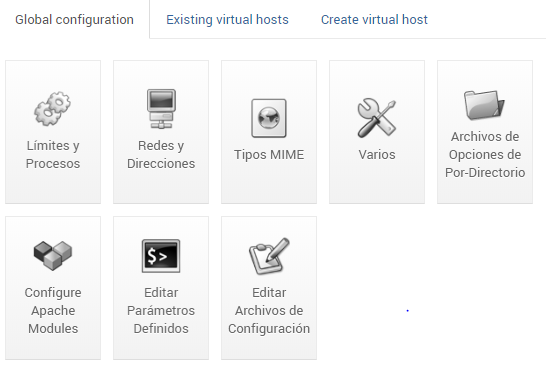 Global configuration
Existing virtual hosts
Create virtual host
Límites y
Procesos
Redes y
Direcciones
Tipos MIME
Varios
Archivos de
Opciones de
Por-Directorio
Configure
Apache
Modules
$>
Editar
Parámetros
Definidos
Editar
Archivos de
Configuración